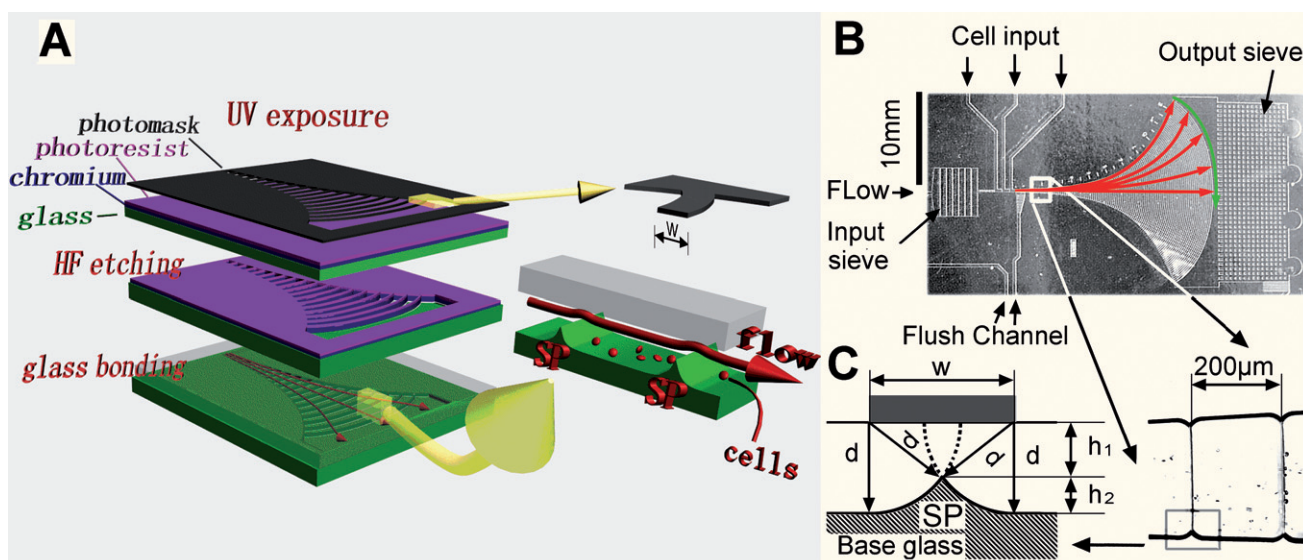 A
UV exposure
photomask
photoresist
chromium
glass
W
HF etching
glass bonding
SP
SP
Flow
cells
B
Cell input
Output sieve
10mm
FLow
Input
sieve
Flush Channel
C
w
200μm
d
d
d
d
h1
h2
SP
Base glass